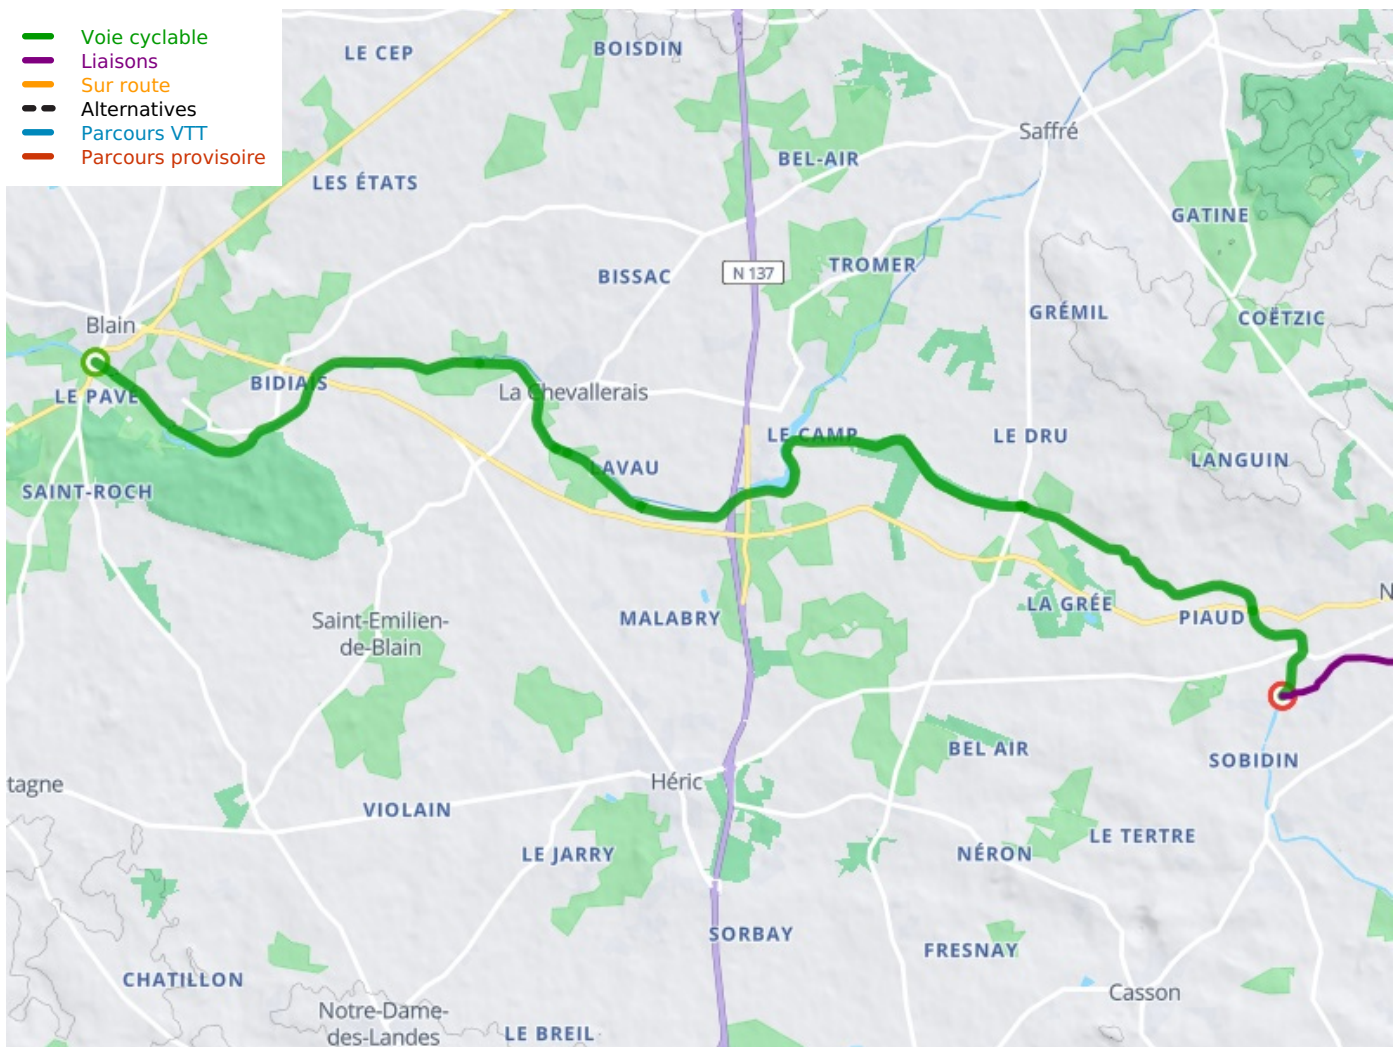 Voie cyclable
Liaisons
Sur route
Alternatives
Parcours VTT
Parcours provisoire
LE CEP
BOISDIN
Saffré
BEL-AIR
LES ÉTATS
GATINE
TROMER
N 137
BISSAC
GRÉMIL
COËTZIC
Blain
BIDIAIS
LE PAVÉ
La Chevallerais
LE CAMP
LE DRU
LANGUIN
LAVAU
SAINT-ROCH
N
LA GRÉE
MALABRY
PIAUD
Saint-Emilien-
de-Blain
BEL AIR
SOBIDIN
Héric
tagne
VIOLAIN
LE TERTRE
LE JARRY
NÉRON
SORBAY
FRESNAY
CHATILLON
Casson
Notre-Dame-
des-Landes
LE BREIL